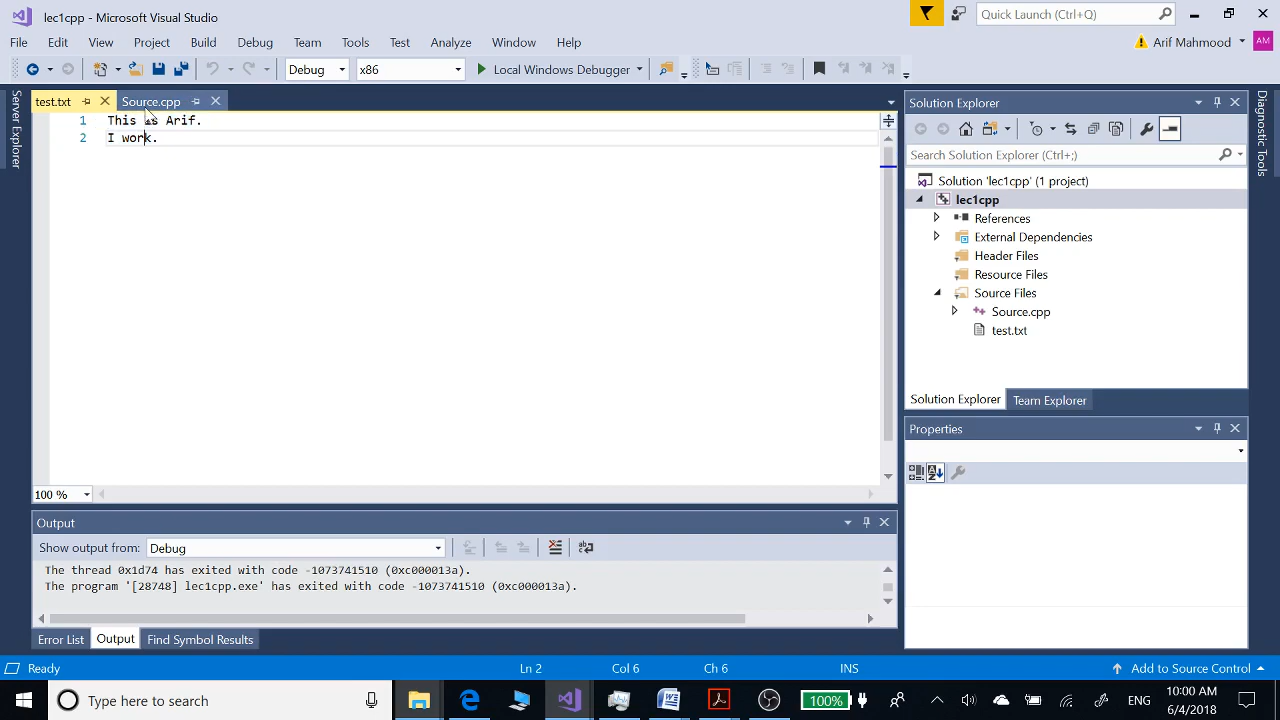 lec1cpp - Microsoft Visual Studio
Quick Launch (Ctrl+Q)
File Edit View Project Build Debug Team Tools Test Analyze Window Help
Arif Mahmood AM
Debug x86 Local Windows Debugger
Server Explorer
test.txt Source.cpp
1 This is Arif.
2 I work.
100 %
Solution Explorer
Search Solution Explorer (Ctrl+;)
Solution 'lec1cpp' (1 project)
lec1cpp
References
External Dependencies
Header Files
Resource Files
Source Files
Source.cpp
test.txt
Solution Explorer Team Explorer
Properties
Diagnostic Tools
Output
Show output from: Debug
The thread 0x1d74 has exited with code -1073741510 (0xc000013a).
The program '[28748] lec1cpp.exe' has exited with code -1073741510 (0xc000013a).
Error List Output Find Symbol Results
Ready Ln 2 Col 6 Ch 6 INS Add to Source Control
Type here to search 100% ENG 10:00 AM
6/4/2018